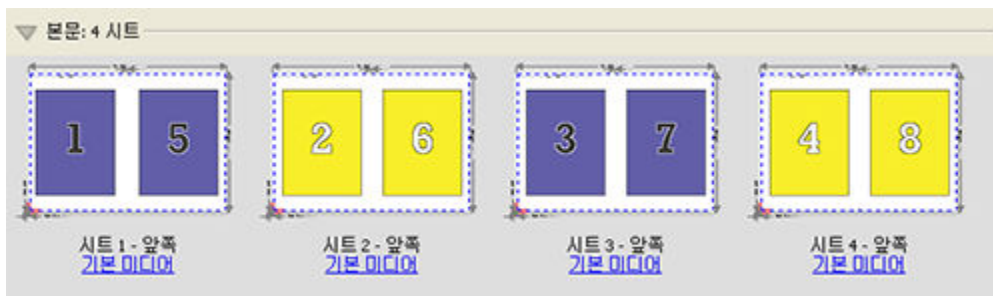 본문: 4 시트
1 5 2 6 3 7 4 8
시트 1 - 앞쪽 시트 2 - 앞쪽 시트 3 - 앞쪽 시트 4 - 앞쪽
기본 미디어 기본 미디어 기본 미디어 기본 미디어